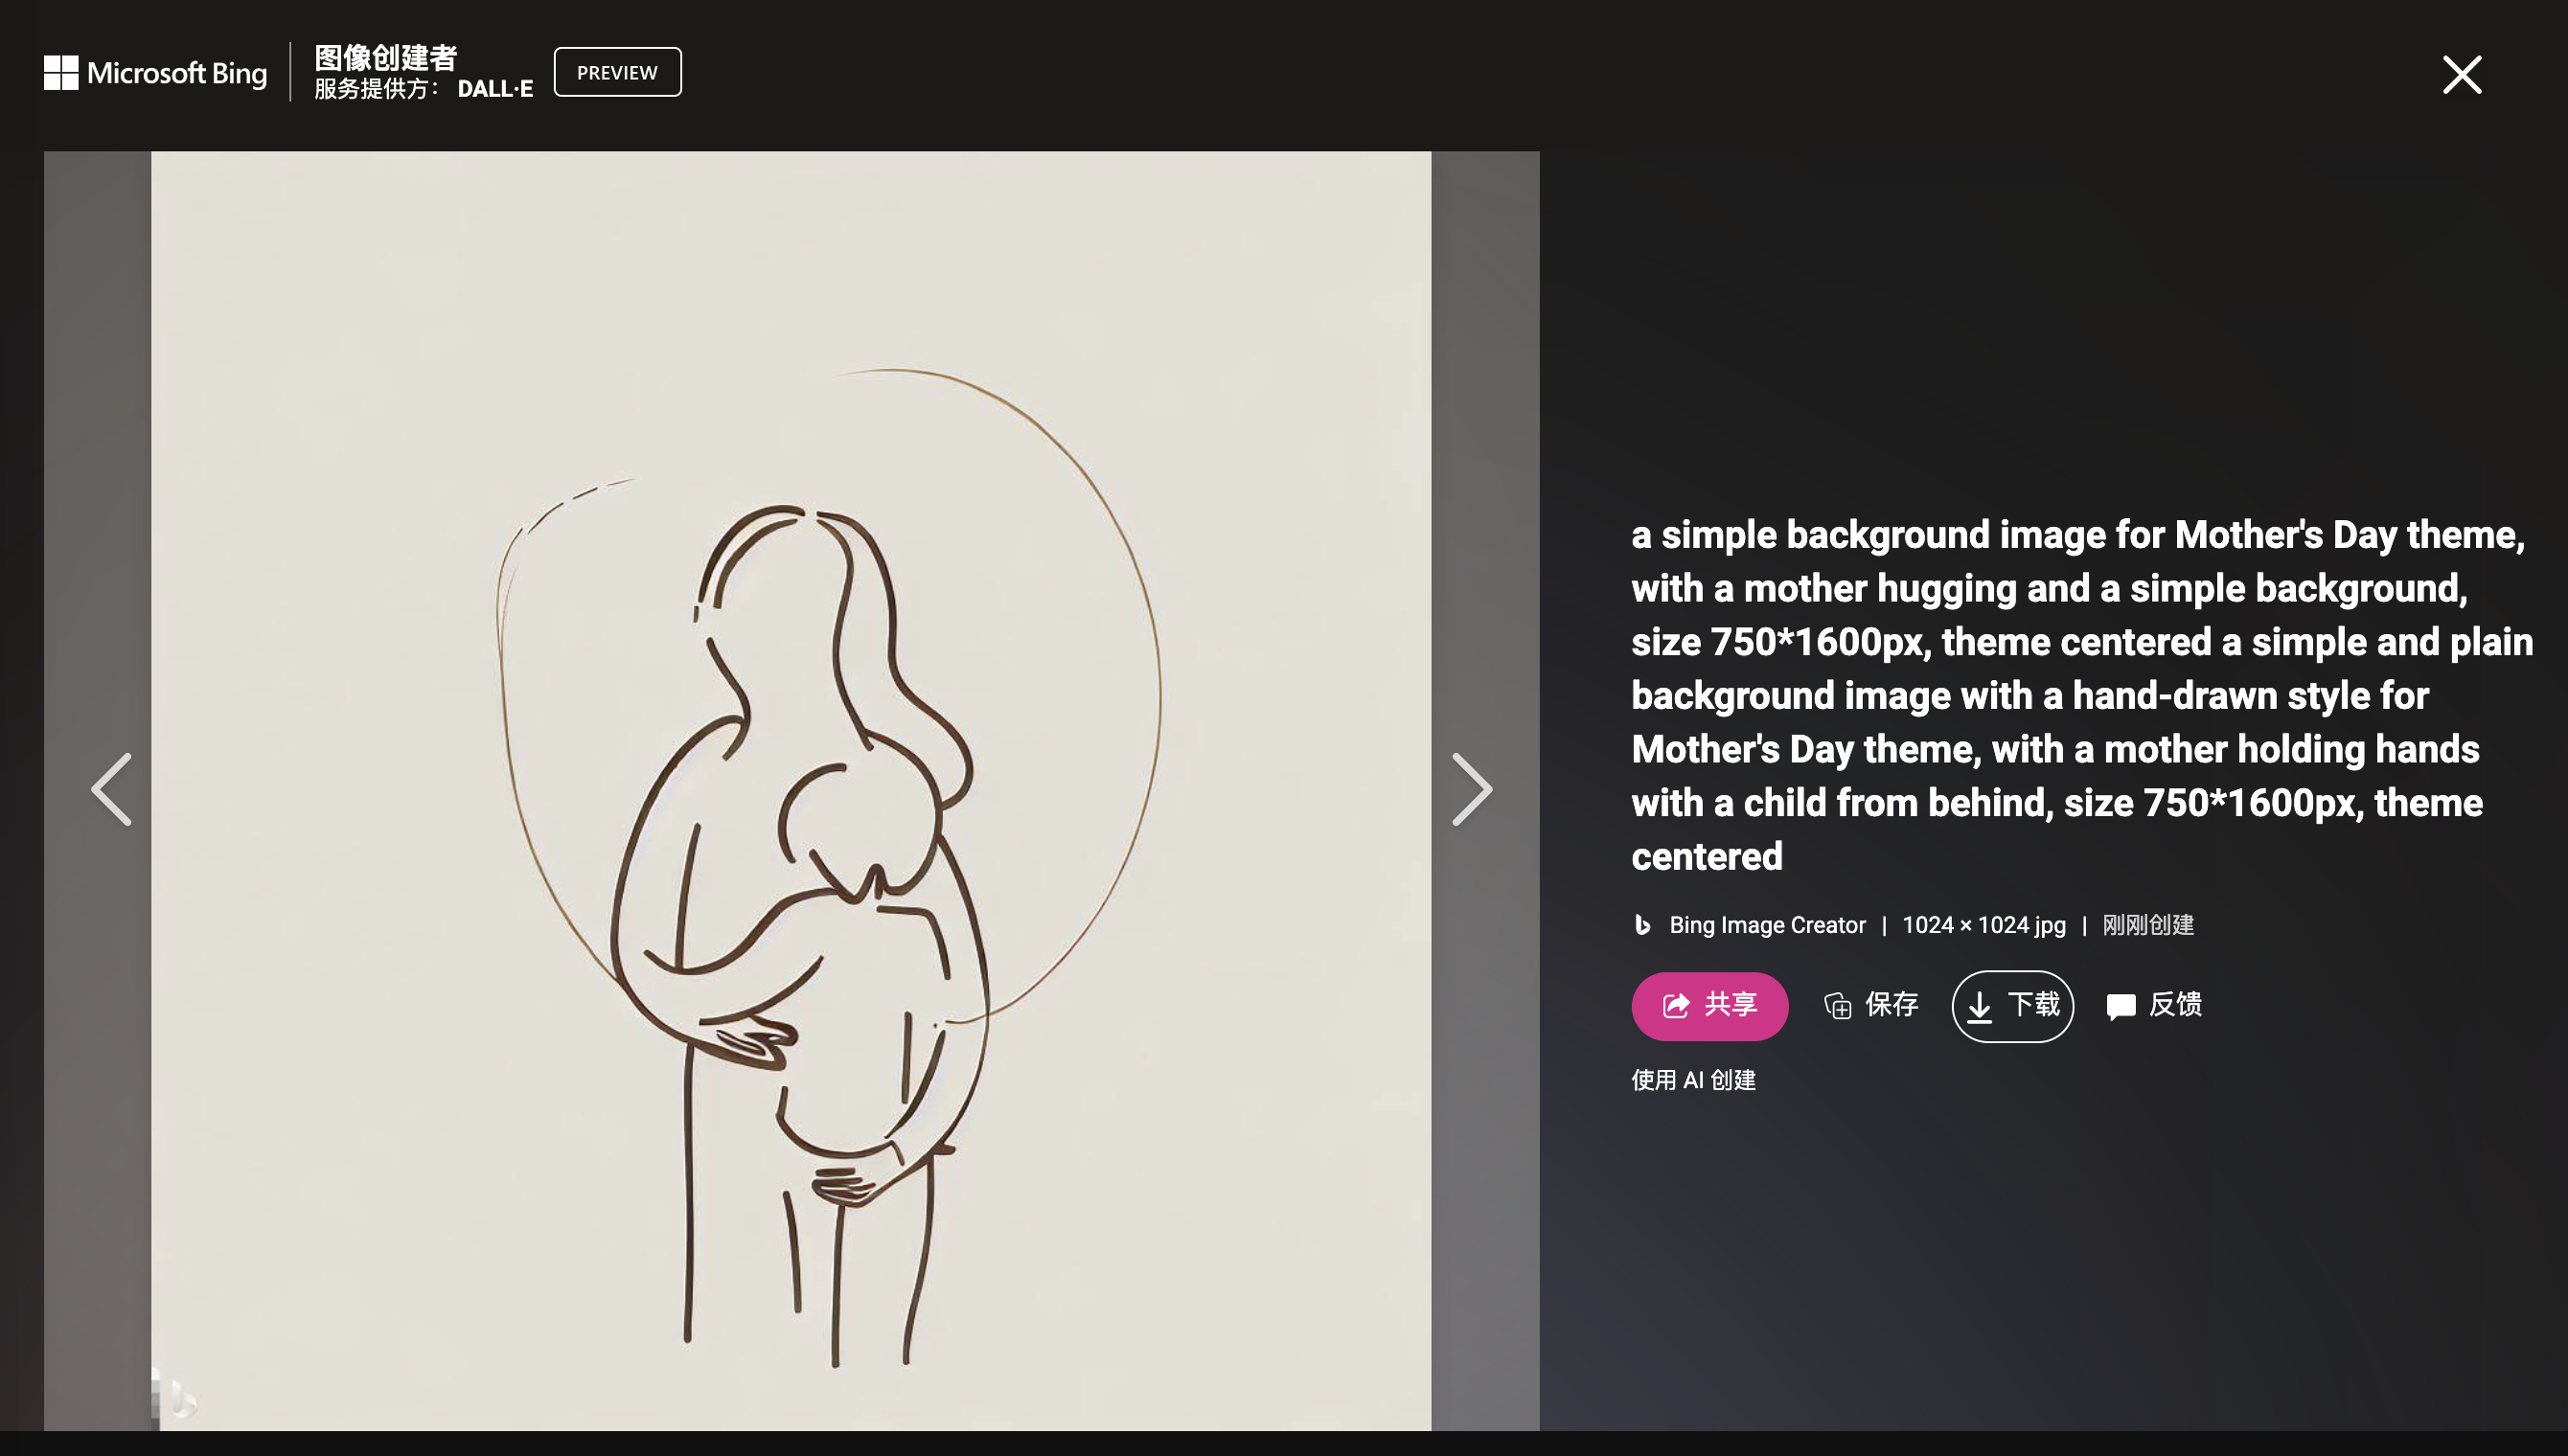 Microsoft Bing
图像创建者
服务提供方： DALL·E
PREVIEW
a simple background image for Mother's Day theme,
with a mother hugging and a simple background,
size 750*1600px, theme centered a simple and plain
background image with a hand-drawn style for
Mother's Day theme, with a mother holding hands
with a child from behind, size 750*1600px, theme
centered
Bing Image Creator | 1024 × 1024 jpg | 刚刚创建
共享 保存 下载 反馈
使用 AI 创建